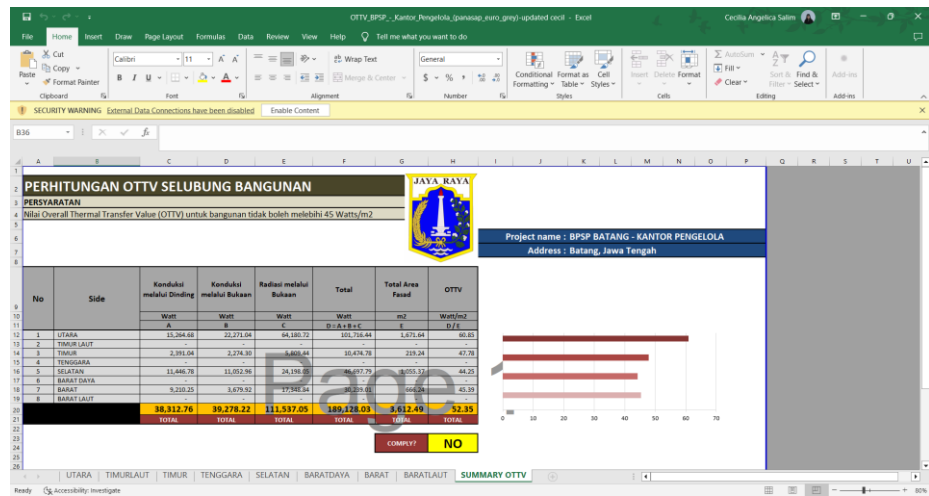 OTTV_BPSP_-_Kantor_Pengelola_(panasap_euro_grey)-updated cecil - Excel
Cecilia Angelica Salim
File Home Insert Draw Page Layout Formulas Data Review View Help Tell me what you want to do
Paste
Cut
Copy
Format Painter
Calibri 11
B I U
Wrap Text
Merge & Center
General
$ % ,
Conditional Formatting
Format as Table
Cell Styles
Insert Delete Format
AutoSum
Fill
Clear
Sort & Filter
Find & Select
Add-ins
Clipboard Font Alignment Number Styles Cells Editing Add-ins
SECURITY WARNING External Data Connections have been disabled Enable Content
B36 fx
A B C D E F G H I J K L M N O P Q R S T U
PERHITUNGAN OTTV SELUBUNG BANGUNAN
JAYA RAYA
PERSYARATAN
Nilai Overall Thermal Transfer Value (OTTV) untuk bangunan tidak boleh melebihi 45 Watts/m2
Project name : BPSP BATANG - KANTOR PENGELOLA
Address : Batang, Jawa Tengah
No Side Konduksi melalui Dinding Konduksi melalui Bukaan Radiasi melalui Bukaan Total Total Area Fasad OTTV
Watt Watt Watt Watt m2 Watt/m2
A B C D = A + B + C E D / E
1 UTARA 15,264.68 22,271.04 64,180.72 101,716.44 1,671.64 60.85
2 TIMUR LAUT - - - - - -
3 TIMUR 2,391.04 2,274.30 5,809.44 10,474.78 219.24 47.78
4 TENGGARA - - - - - -
5 SELATAN 11,446.78 11,052.96 24,198.05 46,697.79 1,055.37 44.25
6 BARAT DAYA - - - - - -
7 BARAT 9,210.25 3,679.92 17,348.84 30,239.01 666.24 45.39
8 BARAT LAUT - - - - - -
38,312.76 39,278.22 111,537.05 189,128.03 3,612.49 52.35
TOTAL TOTAL TOTAL TOTAL TOTAL TOTAL
Page 1
0 10 20 30 40 50 60 70
COMPLY? NO
UTARA TIMURLAUT TIMUR TENGGARA SELATAN BARATDAYA BARAT BARATLAUT SUMMARY OTTV
Ready Accessibility: Investigate 80%